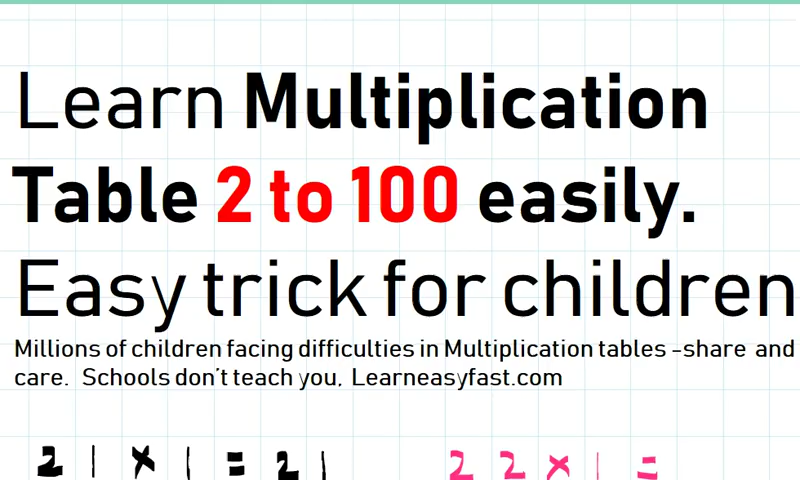 Learn Multiplication
Table 2 to 100 easily.
Easy trick for children
Millions of children facing difficulties in Multiplication tables -share and
care. Schools don't teach you, Learneasyfast.com
21 x 1 = 21
22 x 1 =